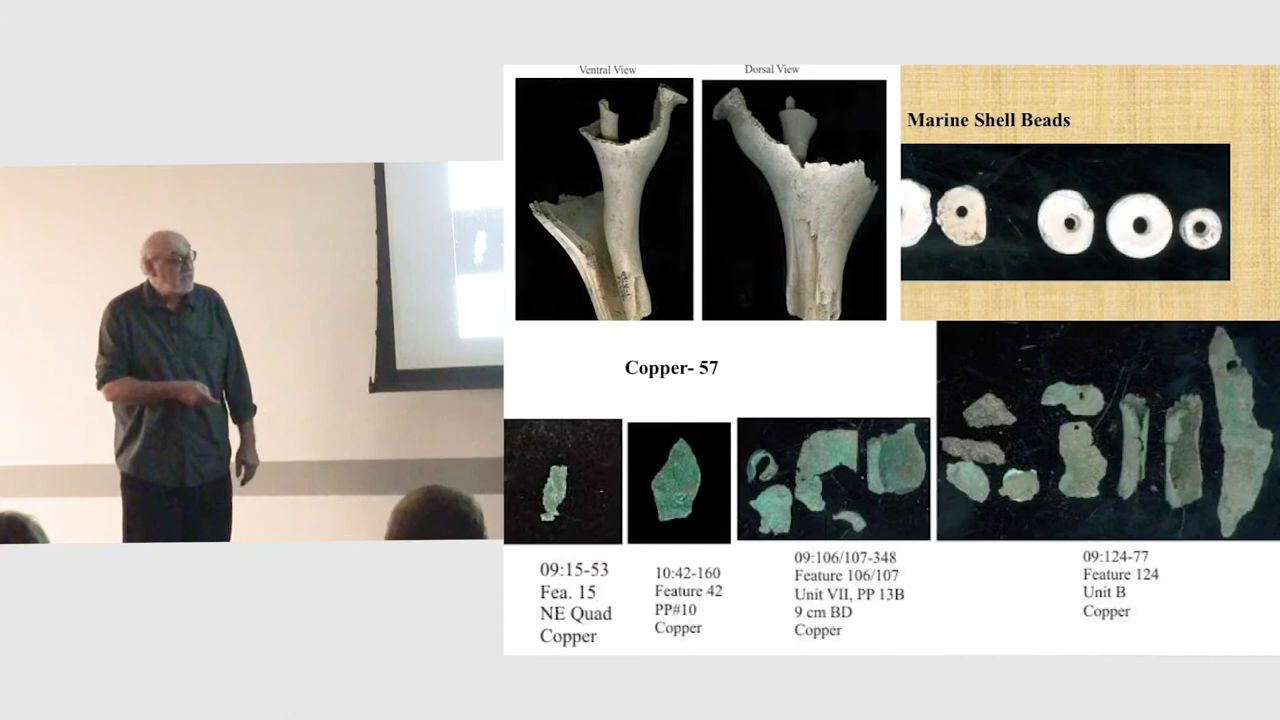 Ventral View
Dorsal View
Marine Shell Beads
Copper- 57
09:15-53
Fea. 15
NE Quad
Copper
10:42-160
Feature 42
PP#10
Copper
09:106/107-348
Feature 106/107
Unit VII, PP 13B
9 cm BD
Copper
09:124-77
Feature 124
Unit B
Copper